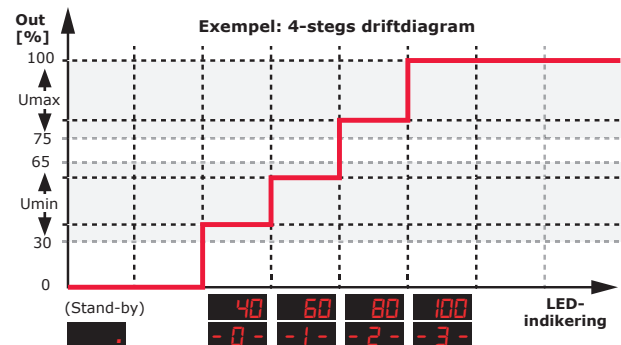 Out
[%]
Exempel: 4-stegs driftdiagram
100
Umax
75
65
Umin
30
0
(Stand-by)
40 60 80 100
LED-
indikering
. - 0 - - 1 - - 2 - - 3 -